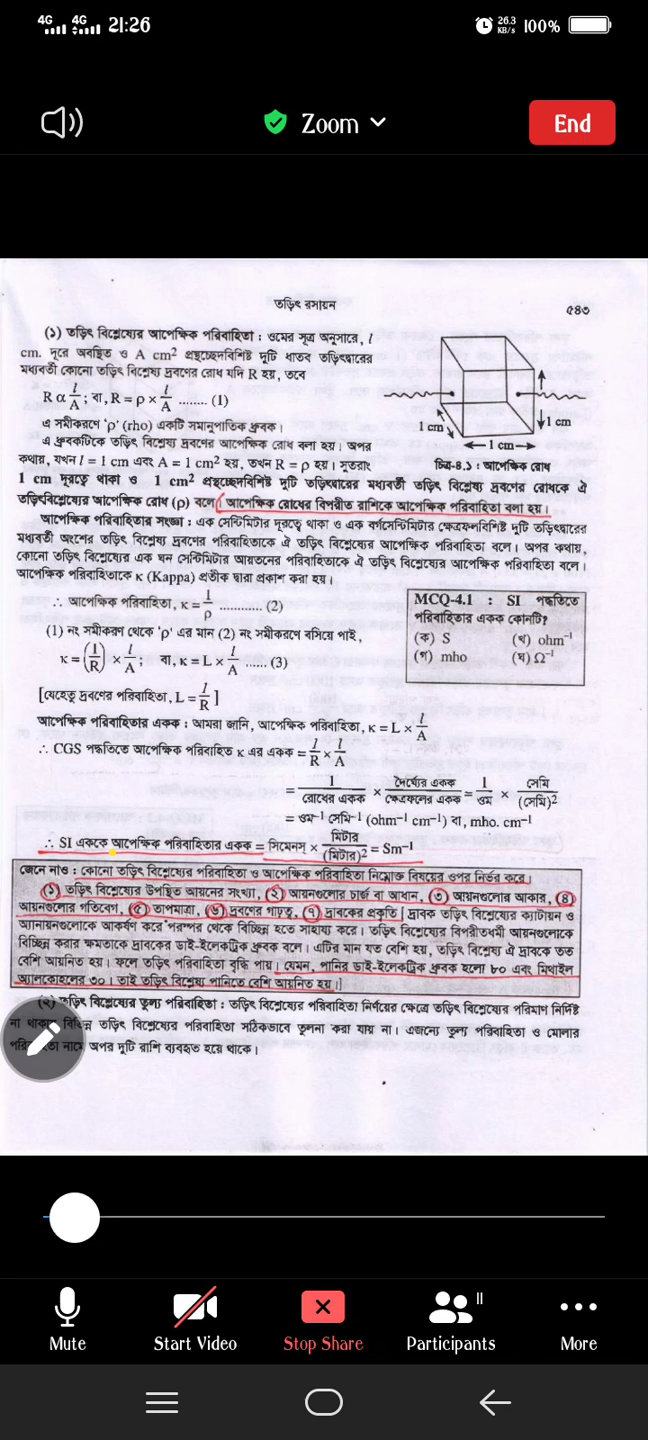 4G 4G 21:26 26.3 KB/s 100%
Zoom End
তড়িৎ রসায়ন ৫৪৩
(১) তড়িৎ বিশ্লেষ্যের আপেক্ষিক পরিবাহিতা : ওমের সূত্র অনুসারে, l
cm. দূরে অবস্থিত ও A cm² প্রস্থচ্ছেদবিশিষ্ট দুটি ধাতব তড়িৎদ্বারের
মধ্যবর্তী কোনো তড়িৎ বিশ্লেষ্য দ্রবণের রোধ যদি R হয়, তবে
R α l/A ; বা, R = ρ × l/A ........ (1)
এ সমীকরণে 'ρ' (rho) একটি সমানুপাতিক ধ্রুবক।
এ ধ্রুবকটিকে তড়িৎ বিশ্লেষ্য দ্রবণের আপেক্ষিক রোধ বলা হয়। অপর
কথায়, যখন l = 1 cm এবং A = 1 cm² হয়, তখন R = ρ হয়। সুতরাং
1 cm
1 cm
1 cm
চিত্র-৪.১ : আপেক্ষিক রোধ
1 cm দূরত্বে থাকা ও 1 cm² প্রস্থচ্ছেদবিশিষ্ট দুটি তড়িৎদ্বারের মধ্যবর্তী তড়িৎ বিশ্লেষ্য দ্রবণের রোধকে ঐ
তড়িৎবিশ্লেষ্যের আপেক্ষিক রোধ (ρ) বলে। আপেক্ষিক রোধের বিপরীত রাশিকে আপেক্ষিক পরিবাহিতা বলা হয়।
আপেক্ষিক পরিবাহিতার সংজ্ঞা : এক সেন্টিমিটার দূরত্বে থাকা ও এক বর্গসেন্টিমিটার ক্ষেত্রফলবিশিষ্ট দুটি তড়িৎদ্বারের
মধ্যবর্তী অংশের তড়িৎ বিশ্লেষ্য দ্রবণের পরিবাহিতাকে ঐ তড়িৎ বিশ্লেষ্যের আপেক্ষিক পরিবাহিতা বলে। অপর কথায়,
কোনো তড়িৎ বিশ্লেষ্যের এক ঘন সেন্টিমিটার আয়তনের পরিবাহিতাকে ঐ তড়িৎ বিশ্লেষ্যের আপেক্ষিক পরিবাহিতা বলে।
আপেক্ষিক পরিবাহিতাকে κ (Kappa) প্রতীক দ্বারা প্রকাশ করা হয়।
∴ আপেক্ষিক পরিবাহিতা, κ = 1/ρ ............ (2)
(1) নং সমীকরণ থেকে 'ρ' এর মান (2) নং সমীকরণে বসিয়ে পাই,
κ = (1/R) × l/A ; বা, κ = L × l/A ...... (3)
[যেহেতু দ্রবণের পরিবাহিতা, L = l/R ]
MCQ-4.1 : SI পদ্ধতিতে
পরিবাহিতার একক কোনটি?
(ক) S (খ) ohm⁻¹
(গ) mho (ঘ) Ω⁻¹
আপেক্ষিক পরিবাহিতার একক : আমরা জানি, আপেক্ষিক পরিবাহিতা, κ = L × l/A
∴ CGS পদ্ধতিতে আপেক্ষিক পরিবাহিত κ এর একক = l/R × l/A
= 1/রোধের একক × দৈর্ঘ্যের একক/ক্ষেত্রফলের একক = 1/ওম × সেমি/(সেমি)²
= ওম⁻¹ সেমি⁻¹ (ohm⁻¹ cm⁻¹) বা, mho. cm⁻¹
∴ SI এককে আপেক্ষিক পরিবাহিতার একক = সিমেনস্ × মিটার/(মিটার)² = Sm⁻¹
জেনে নাও : কোনো তড়িৎ বিশ্লেষ্যের পরিবাহিতা ও আপেক্ষিক পরিবাহিতা নিম্নোক্ত বিষয়ের ওপর নির্ভর করে।
(১) তড়িৎ বিশ্লেষ্যের উপস্থিত আয়নের সংখ্যা, (২) আয়নগুলোর চার্জ বা আধান, (৩) আয়নগুলোর আকার, (৪)
আয়নগুলোর গতিবেগ, (৫) তাপমাত্রা, (৬) দ্রবণের গাঢ়ত্ব, (৭) দ্রাবকের প্রকৃতি। দ্রাবক তড়িৎ বিশ্লেষ্যের ক্যাটায়ন ও
অ্যানায়নগুলোকে আকর্ষণ করে পরস্পর থেকে বিচ্ছিন্ন হতে সাহায্য করে। তড়িৎ বিশ্লেষ্যের বিপরীতধর্মী আয়নগুলোকে
বিচ্ছিন্ন করার ক্ষমতাকে দ্রাবকের ডাই-ইলেকট্রিক ধ্রুবক বলে। এটির মান যত বেশি হয়, তড়িৎ বিশ্লেষ্য ঐ দ্রাবকে তত
বেশি আয়নিত হয়। ফলে তড়িৎ পরিবাহিতা বৃদ্ধি পায়। যেমন, পানির ডাই-ইলেকট্রিক ধ্রুবক হলো ৮০ এবং মিথাইল
অ্যালকোহলের ৩০। তাই তড়িৎ বিশ্লেষ্য পানিতে বেশি আয়নিত হয়।
(২) তড়িৎ বিশ্লেষ্যের তুল্য পরিবাহিতা : তড়িৎ বিশ্লেষ্যের পরিবাহিতা নির্ণয়ের ক্ষেত্রে তড়িৎ বিশ্লেষ্যের পরিমাণ নির্দিষ্ট
না তড়িৎ বিশ্লেষ্যের পরিবাহিতা সঠিকভাবে তুলনা করা যায় না। এজন্যে তুল্য পরিবাহিতা ও মোলার
নামে অপর দুটি রাশি ব্যবহৃত হয়ে থাকে।
Mute Start Video Stop Share Participants 11 More